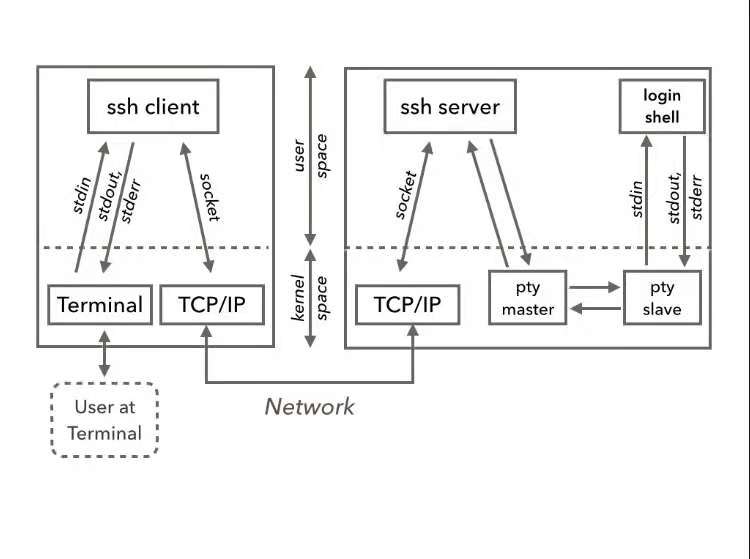 ssh client
stdin
stdout,
stderr
socket
Terminal
TCP/IP
User at
Terminal
user
space
kernel
space
Network
ssh server
login
shell
socket
stdin
stdout,
stderr
TCP/IP
pty
master
pty
slave